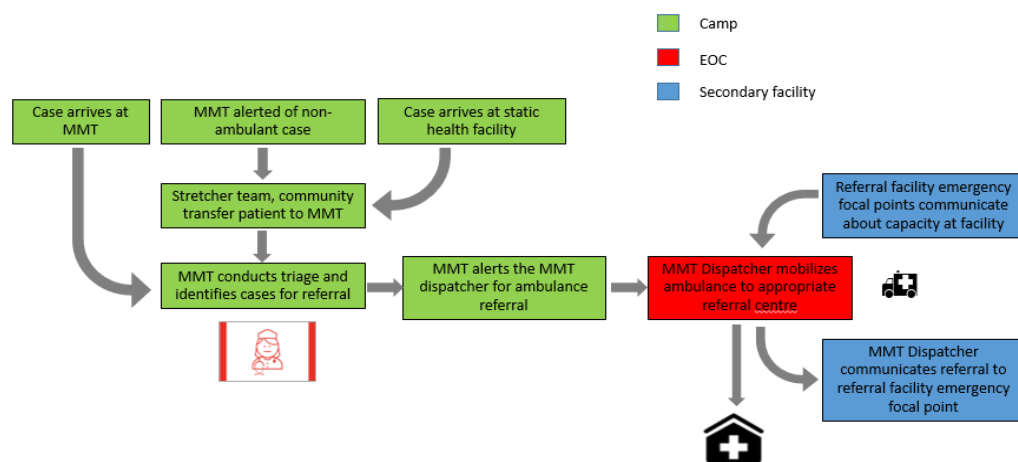 Camp
EOC
Secondary facility
Case arrives at
MMT
MMT alerted of non-
ambulant case
Case arrives at static
health facility
Stretcher team, community
transfer patient to MMT
Referral facility emergency
focal points communicate
about capacity at facility
MMT conducts triage and
identifies cases for referral
MMT alerts the MMT
dispatcher for ambulance
referral
MMT Dispatcher mobilizes
ambulance to appropriate
referral centre
MMT Dispatcher
communicates referral to
referral facility emergency
focal point